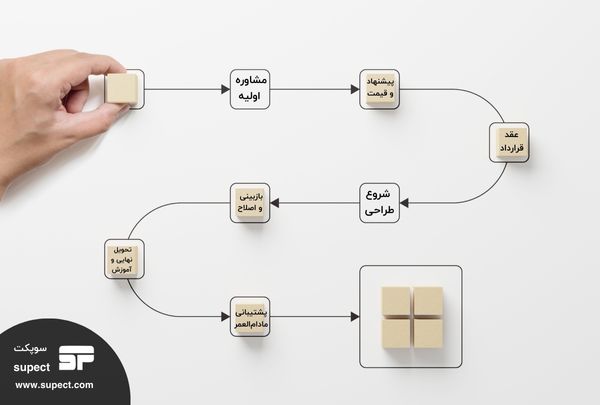 مشاوره
اولیه
پیشنهاد
و قیمت
عقد
قرارداد
شروع
طراحی
بازبینی
و اصلاح
تحویل
نهایی و
آموزش
پشتیبانی
مادام‌العمر
سوپکت
supect
www.supect.com